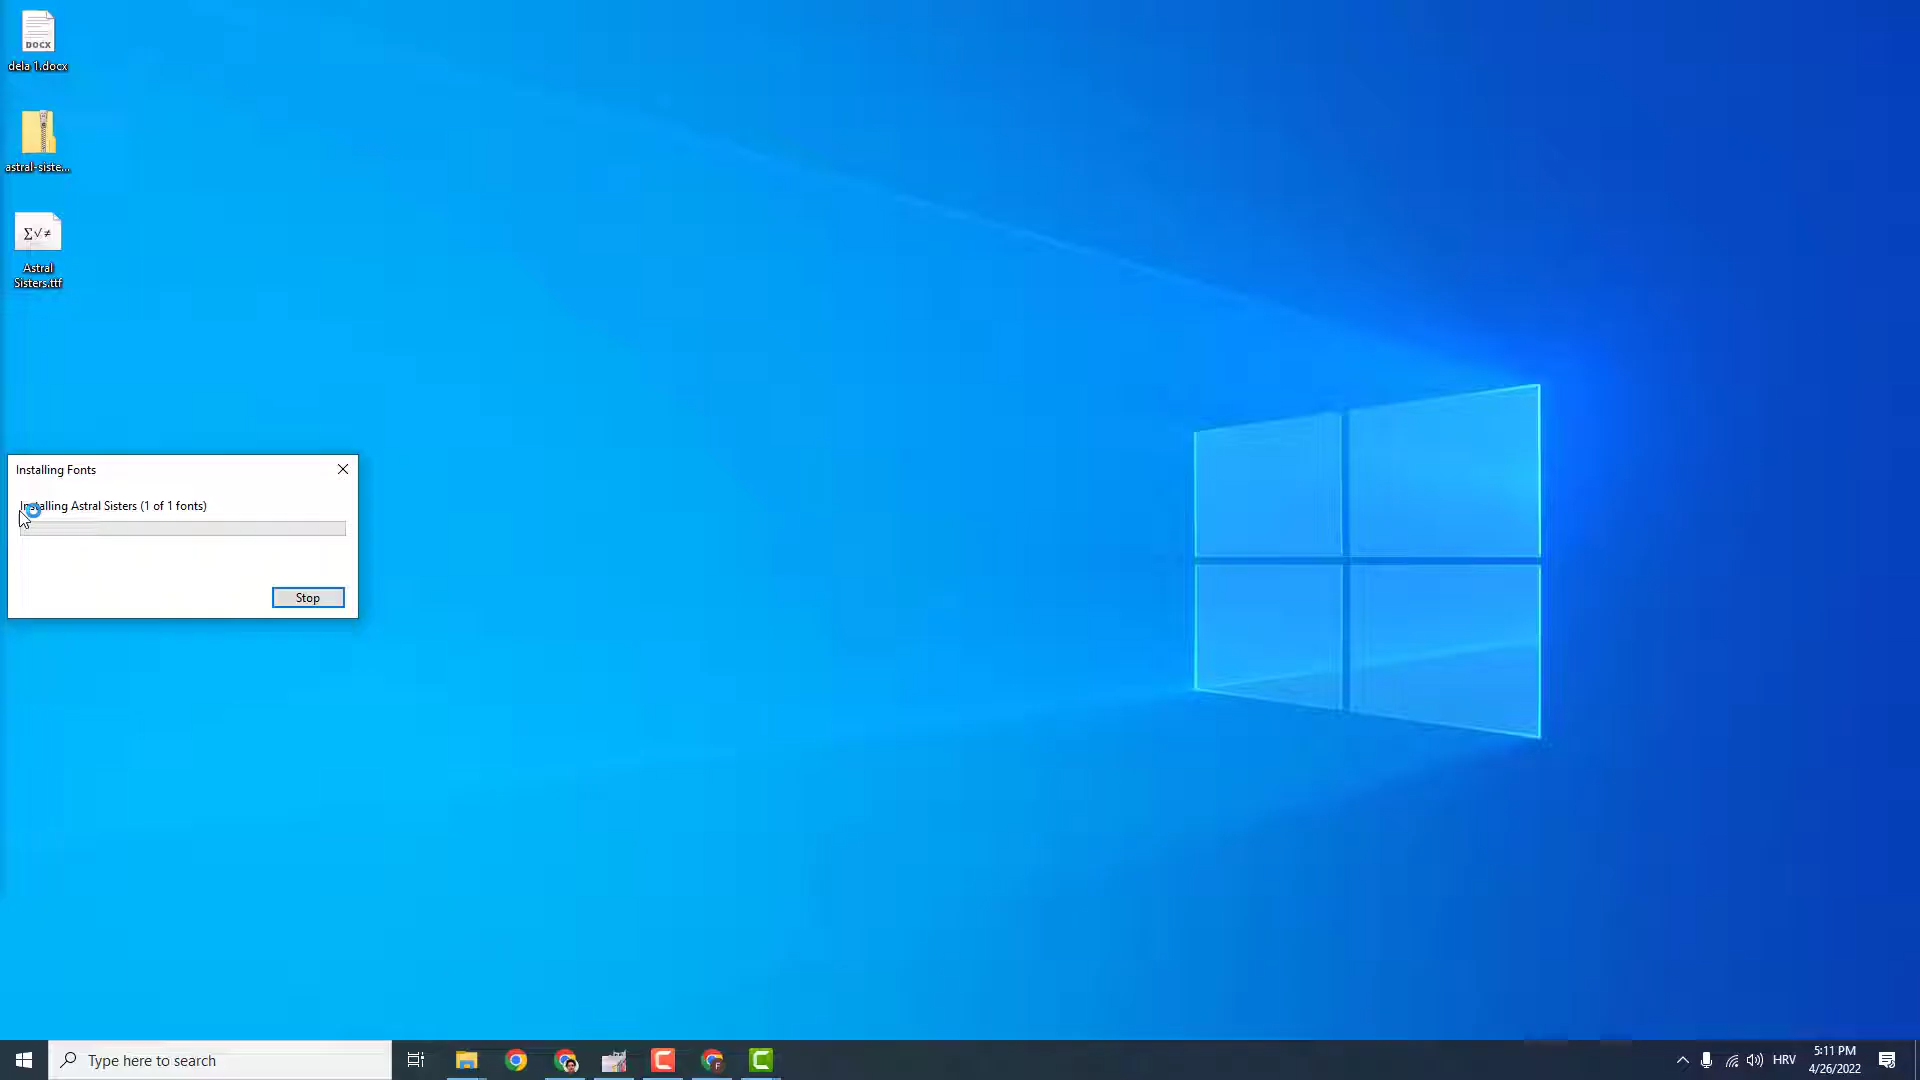 DOCX
dela 1.docx
astral-siste...
Σ√≠
Astral
Sisters.ttf
Installing Fonts
Installing Astral Sisters (1 of 1 fonts)
Stop
Type here to search
F
HRV
5:11 PM
4/26/2022